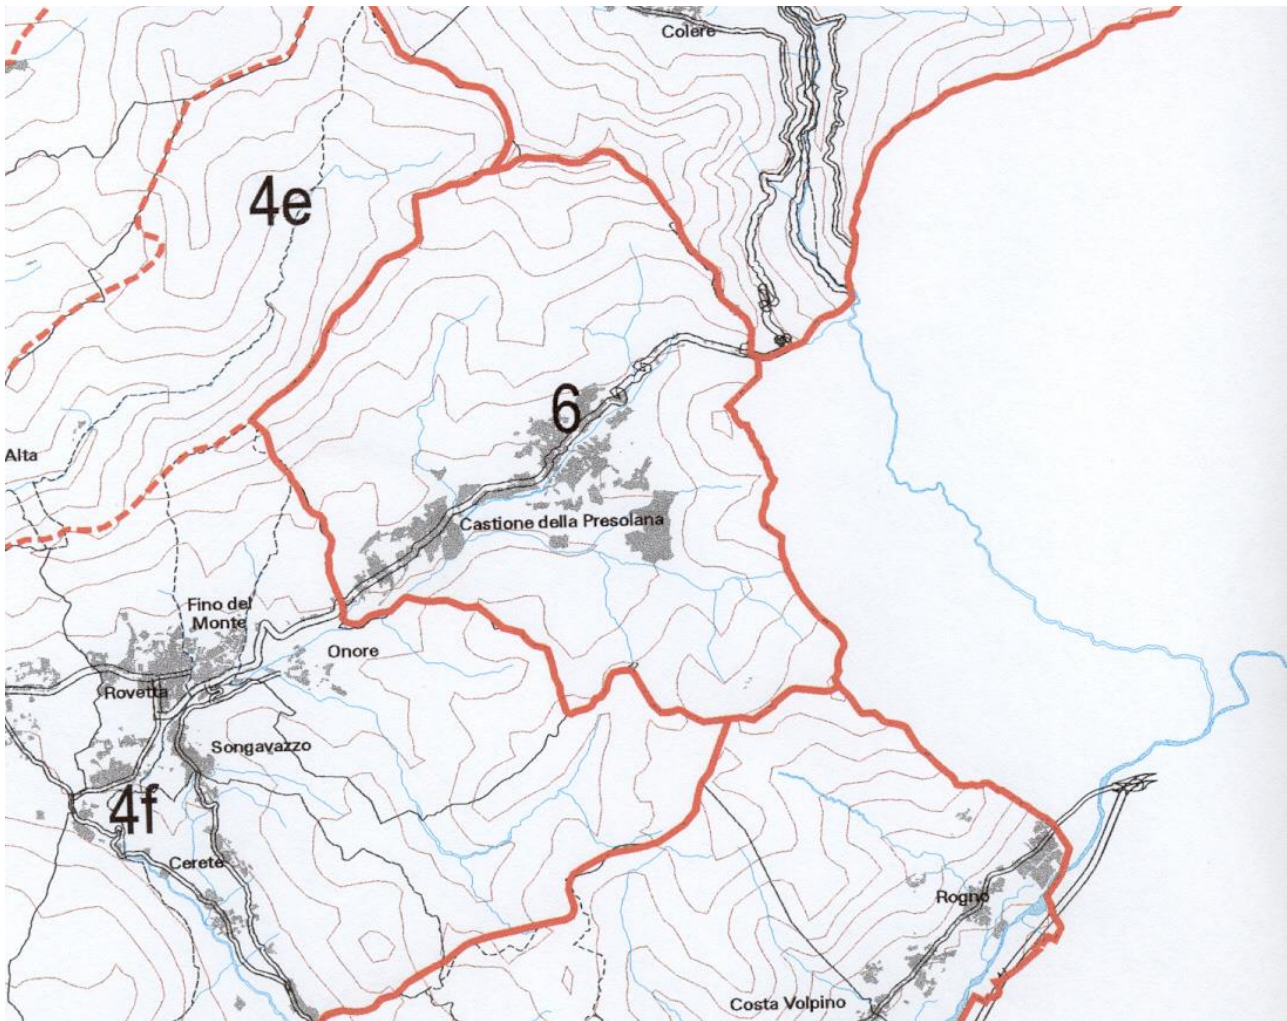 Colere
4e
6
Alta
Castione della Presolana
Fino del
Monte
Onore
Rovetta
Songavazzo
4f
Cerete
Rogno
Costa Volpino